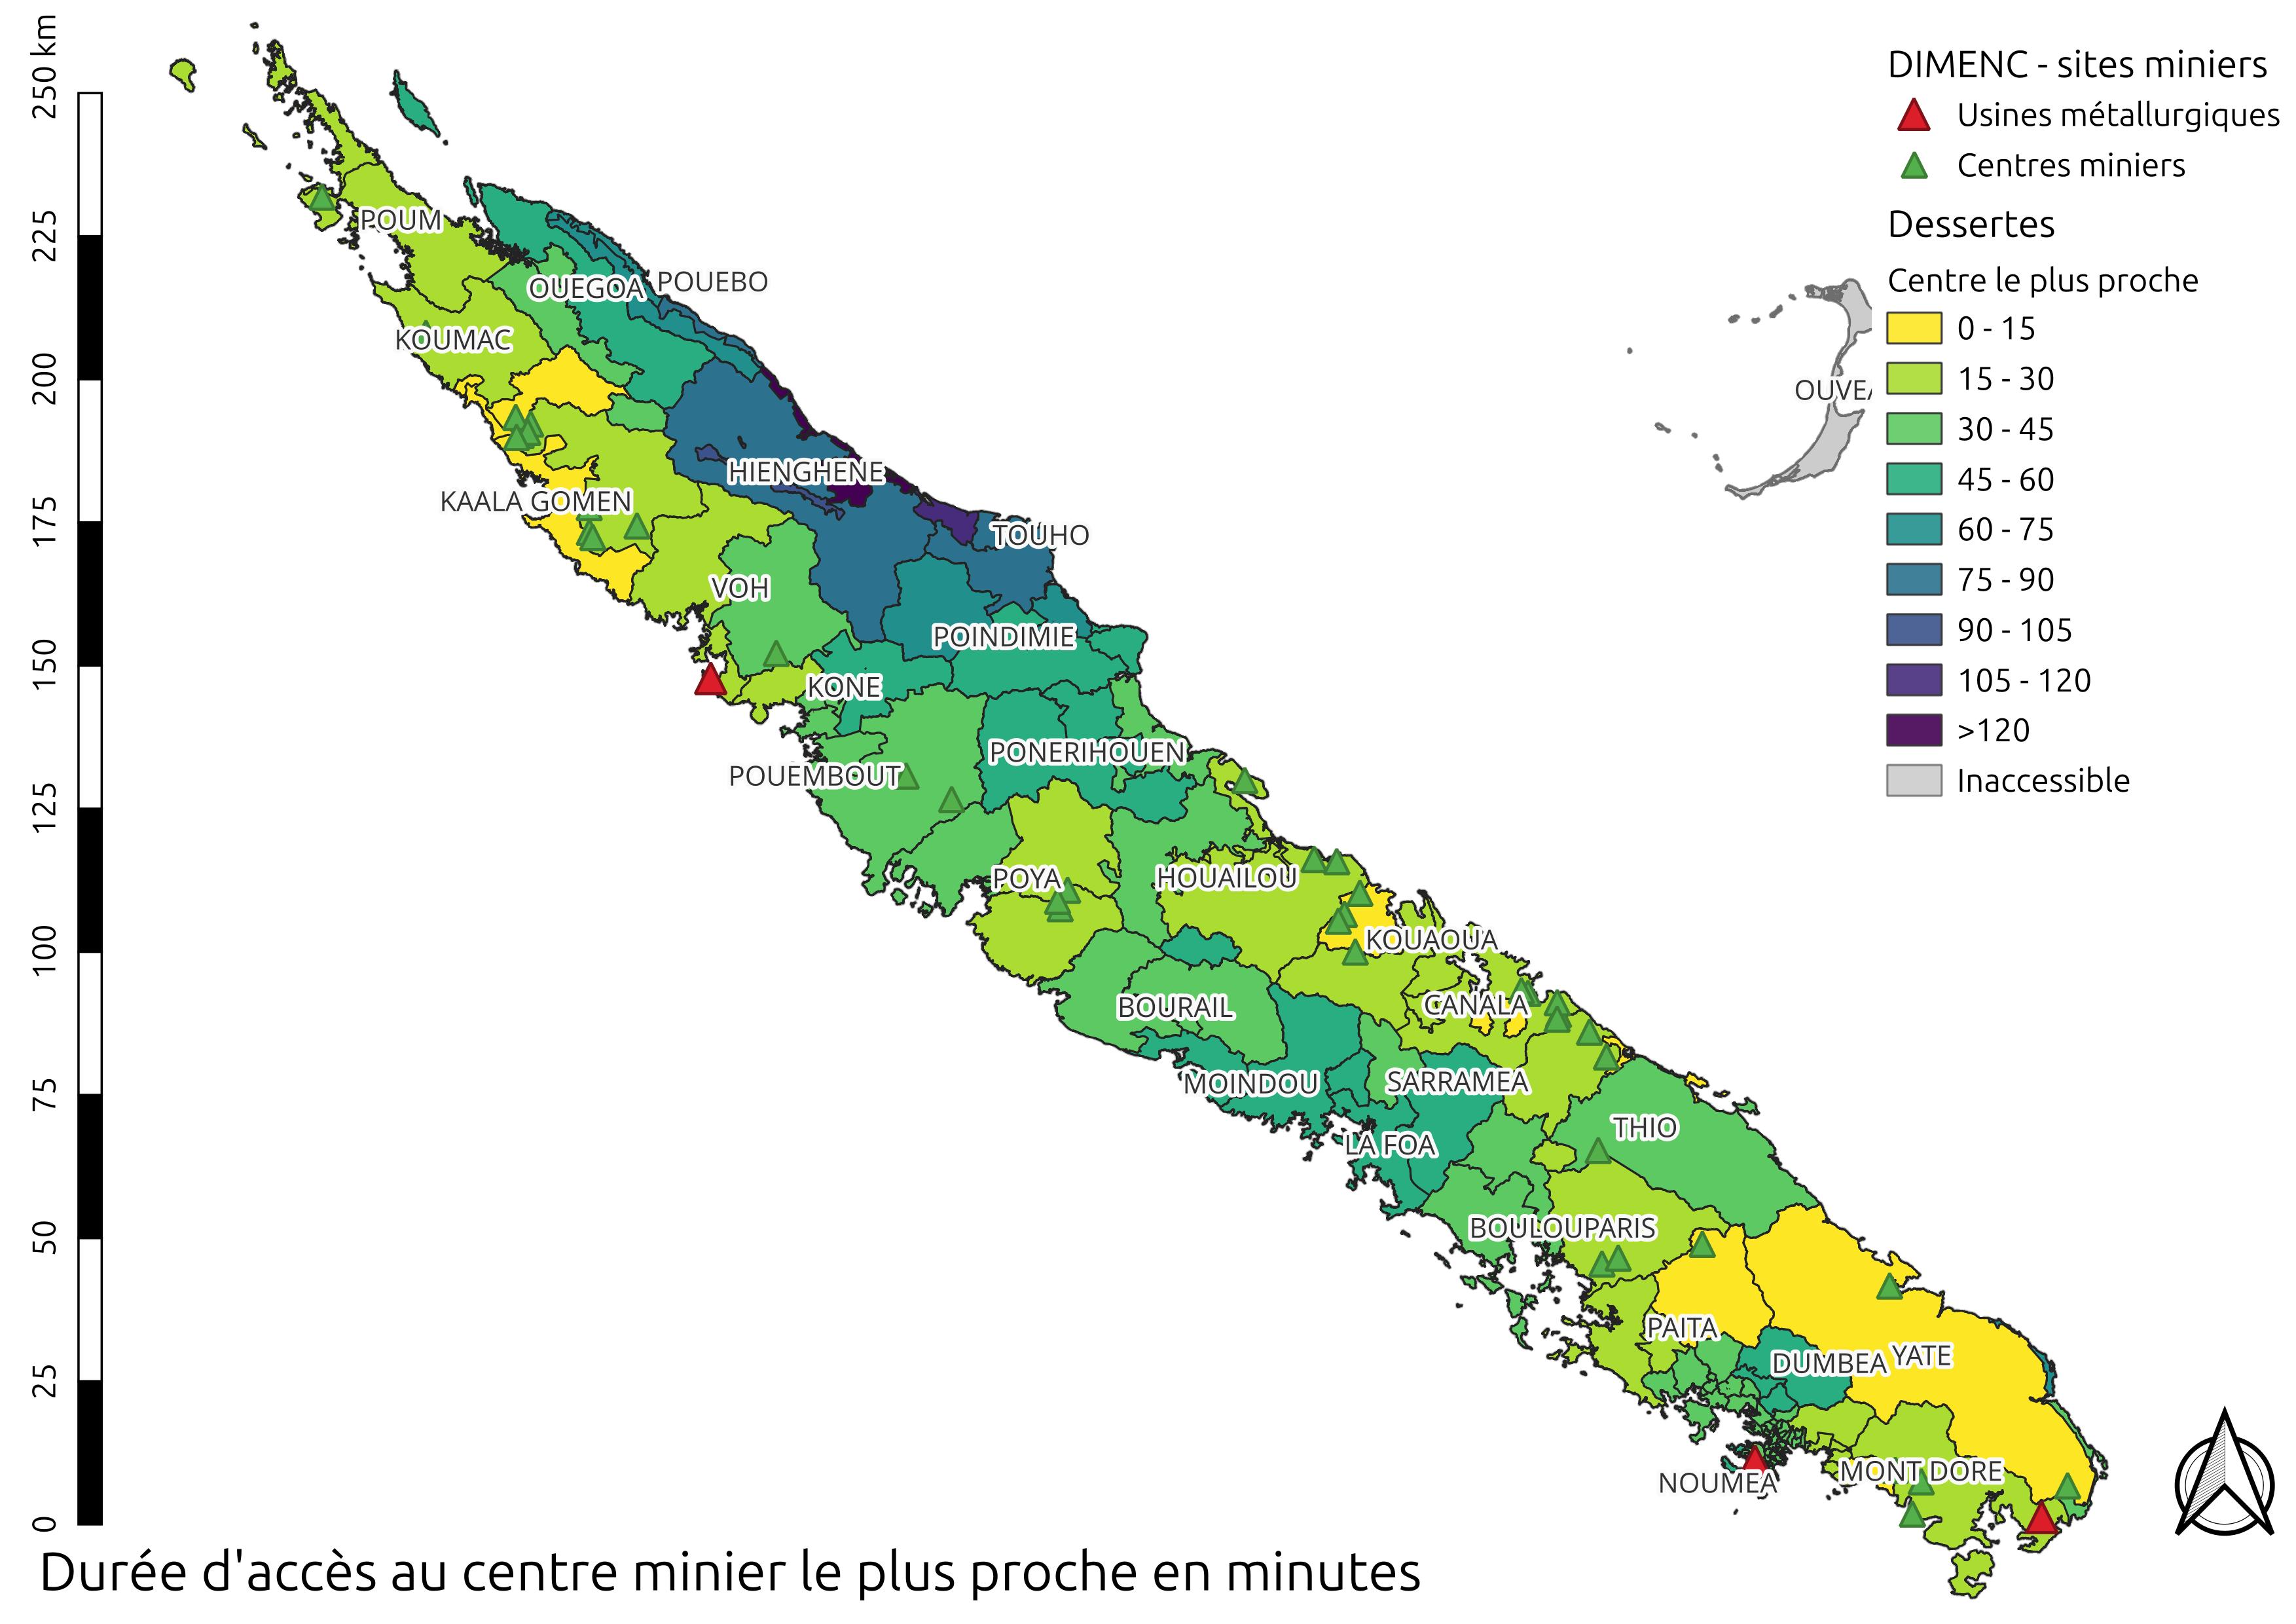 DIMENC - sites miniers
Usines métallurgiques
Centres miniers
Dessertes
Centre le plus proche
0 - 15
15 - 30
30 - 45
45 - 60
60 - 75
75 - 90
90 - 105
105 - 120
>120
Inaccessible
250 km
225
200
175
150
125
100
75
50
25
0
POUM
OUEGOA
POUEBO
KOUMAC
OUVEA
HIENGHENE
KAALA GOMEN
TOUHO
VOH
POINDIMIE
KONE
PONERIHOUEN
POUEMBOUT
POYA
HOUAILOU
KOUAOUA
CANALA
BOURAIL
MOINDOU
SARRAMEA
THIO
LA FOA
BOULOUPARIS
PAITA
DUMBEA
YATE
MONT DORE
NOUMEA
Durée d'accès au centre minier le plus proche en minutes